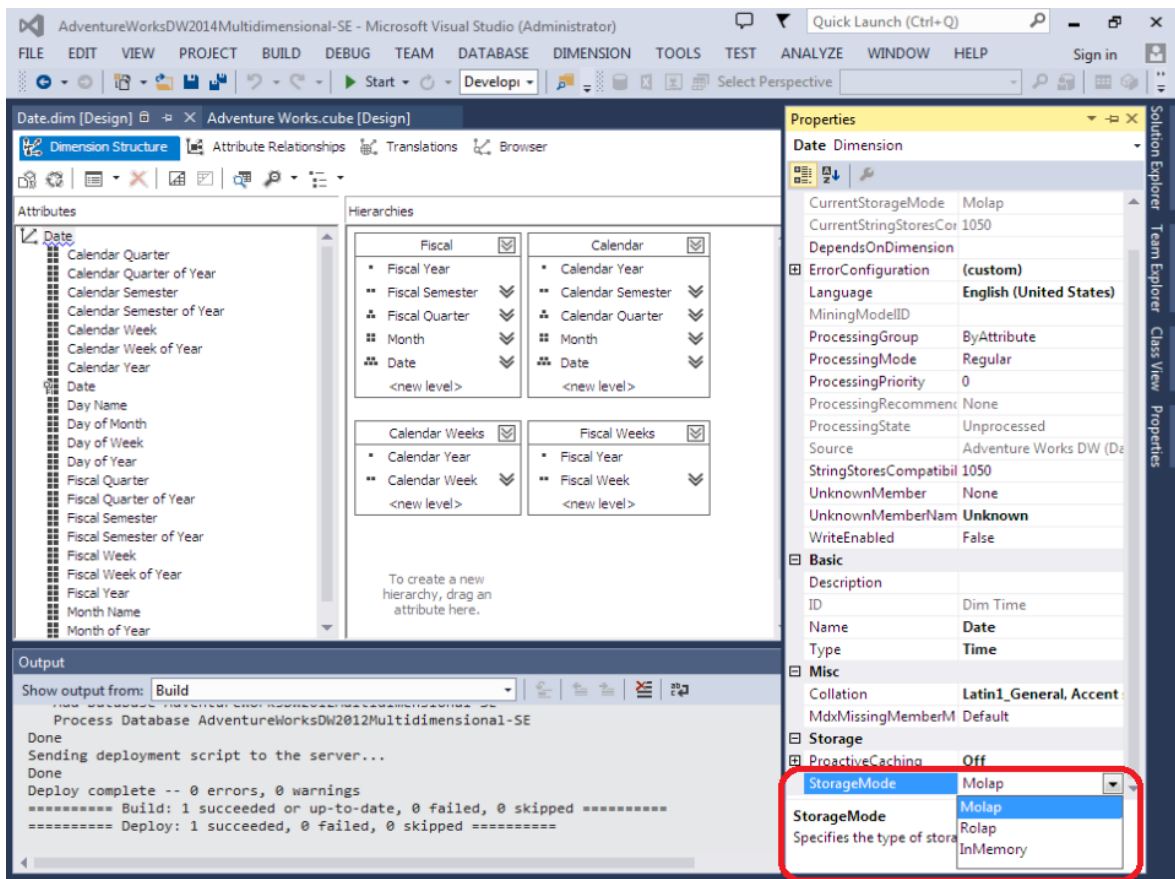 AdventureWorksDW2014Multidimensional-SE - Microsoft Visual Studio (Administrator)
Quick Launch (Ctrl+Q)
FILE EDIT VIEW PROJECT BUILD DEBUG TEAM DATABASE DIMENSION TOOLS TEST ANALYZE WINDOW HELP Sign in
Start Developi Select Perspective
Date.dim [Design] Adventure Works.cube [Design]
Dimension Structure Attribute Relationships Translations Browser
Attributes
Date
Calendar Quarter
Calendar Quarter of Year
Calendar Semester
Calendar Semester of Year
Calendar Week
Calendar Week of Year
Calendar Year
Date
Day Name
Day of Month
Day of Week
Day of Year
Fiscal Quarter
Fiscal Quarter of Year
Fiscal Semester
Fiscal Semester of Year
Fiscal Week
Fiscal Week of Year
Fiscal Year
Month Name
Month of Year
Hierarchies
Fiscal
Fiscal Year
Fiscal Semester
Fiscal Quarter
Month
Date
<new level>
Calendar
Calendar Year
Calendar Semester
Calendar Quarter
Month
Date
<new level>
Calendar Weeks
Calendar Year
Calendar Week
<new level>
Fiscal Weeks
Fiscal Year
Fiscal Week
<new level>
To create a new
hierarchy, drag an
attribute here.
Output
Show output from: Build
Process Database AdventureWorksDW2012Multidimensional-SE
Done
Sending deployment script to the server...
Done
Deploy complete -- 0 errors, 0 warnings
========== Build: 1 succeeded or up-to-date, 0 failed, 0 skipped ==========
========== Deploy: 1 succeeded, 0 failed, 0 skipped ==========
Properties
Date Dimension
CurrentStorageMode Molap
CurrentStringStoresCor 1050
DependsOnDimension
ErrorConfiguration (custom)
Language English (United States)
MiningModelID
ProcessingGroup ByAttribute
ProcessingMode Regular
ProcessingPriority 0
ProcessingRecommend None
ProcessingState Unprocessed
Source Adventure Works DW (Da
StringStoresCompatibil 1050
UnknownMember None
UnknownMemberNam Unknown
WriteEnabled False
Basic
Description
ID Dim Time
Name Date
Type Time
Misc
Collation Latin1_General, Accent
MdxMissingMemberM Default
Storage
ProactiveCaching Off
StorageMode Molap
Molap
Rolap
InMemory
StorageMode
Specifies the type of stora
Solution Explorer
Team Explorer
Class View
Properties